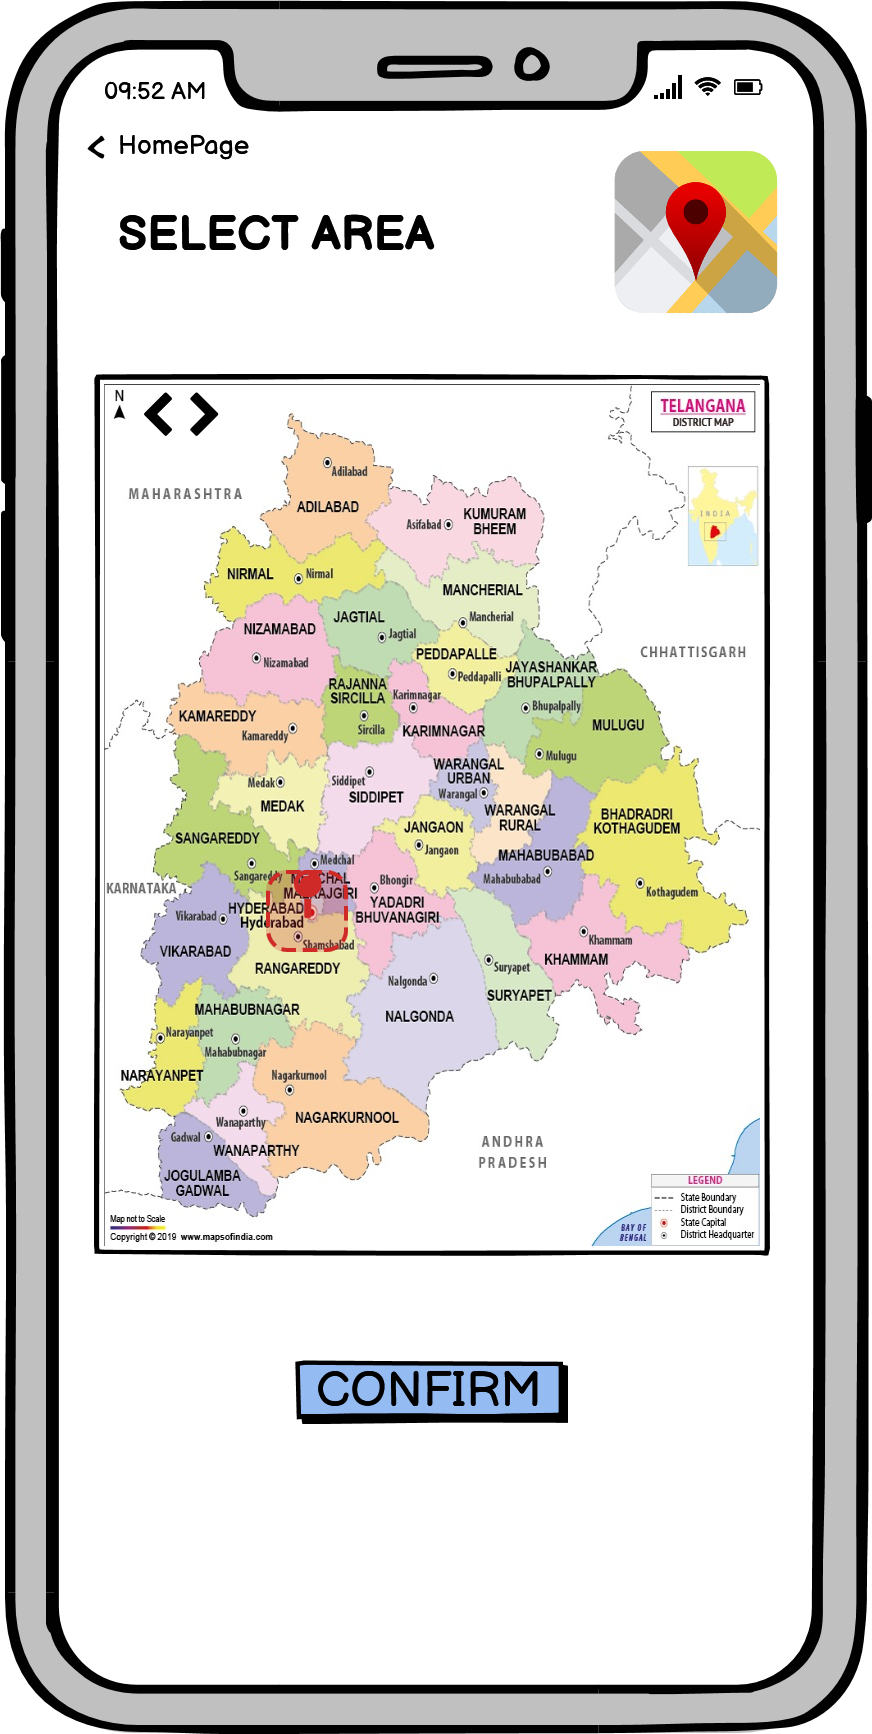 09:52 AM
HomePage
SELECT AREA
N
TELANGANA
DISTRICT MAP
MAHARASHTRA
Adilabad
ADILABAD
KUMURAM
BHEEM
Asifabad
INDIA
NIRMAL
Nirmal
MANCHERIAL
Mancherial
JAGTIAL
Jagtial
NIZAMABAD
Nizamabad
PEDDAPALLE
Peddapalli
CHHATTISGARH
JAYASHANKAR
BHUPALPALLY
Bhupalpally
RAJANNA
SIRCILLA
Sircilla
Karimnagar
KARIMNAGAR
KAMAREDDY
Kamareddy
MULUGU
Mulugu
WARANGAL
URBAN
Warangal
Siddipet
SIDDIPET
Medak
MEDAK
WARANGAL
RURAL
BHADRADRI
KOTHAGUDEM
Kothagudem
JANGAON
Jangaon
SANGAREDDY
Sangareddy
MAHABUBABAD
Mahabubabad
Medchal
KARNATAKA
Bhongir
YADADRI
BHUVANAGIRI
HYDERABAD
Hyderabad
Vikarabad
VIKARABAD
Shamshabad
RANGAREDDY
Khammam
KHAMMAM
Suryapet
SURYAPET
Nalgonda
NALGONDA
MAHABUBNAGAR
Mahabubnagar
Narayanpet
NARAYANPET
Nagarkurnool
NAGARKURNOOL
Wanaparthy
WANAPARTHY
Gadwal
JOGULAMBA
GADWAL
ANDHRA
PRADESH
BAY OF
BENGAL
LEGEND
State Boundary
District Boundary
State Capital
District Headquarter
Map not to Scale
Copyright © 2019 www.mapsofindia.com
CONFIRM